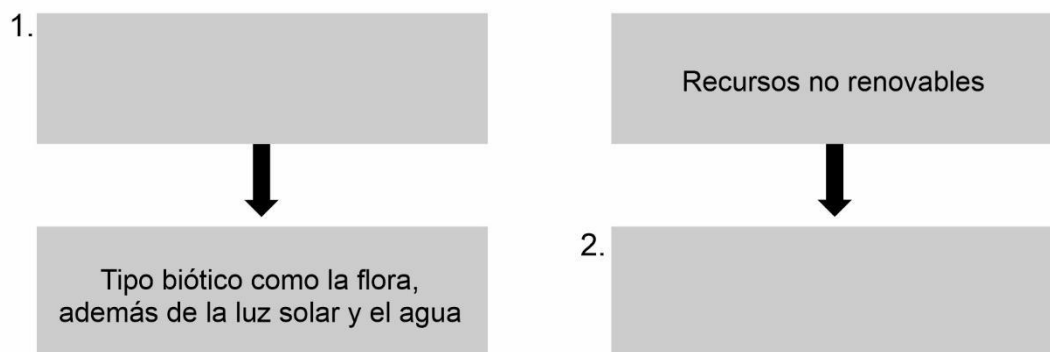 1.
Recursos no renovables
Tipo biótico como la flora,
además de la luz solar y el agua
2.